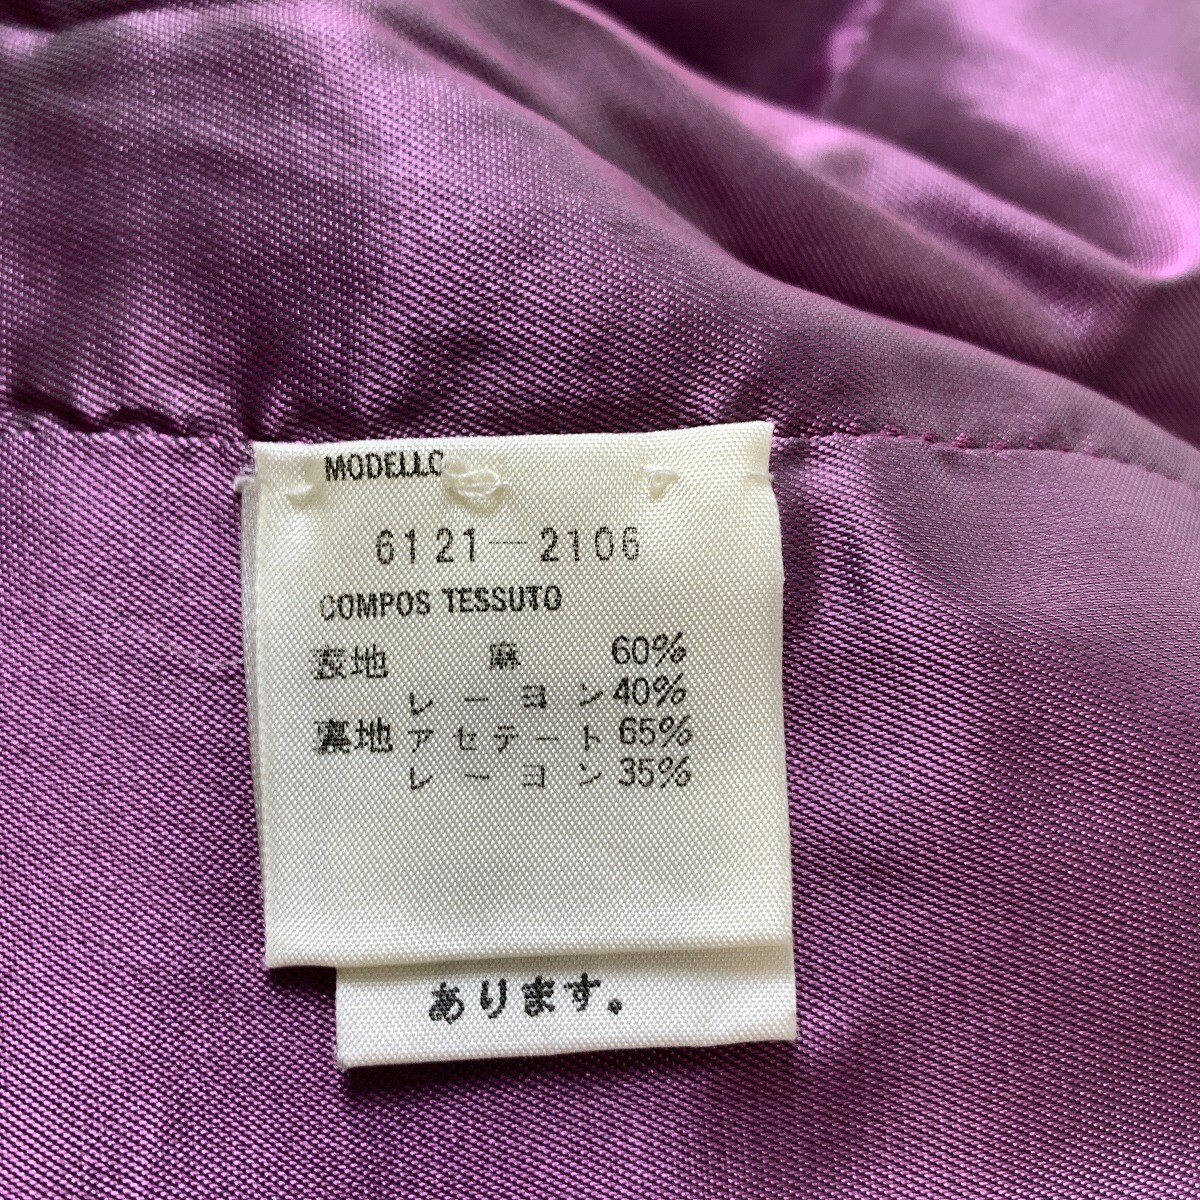 MODELLO
6121-2106
COMPOS TESSUTO
表地 麻 60%
レーヨン 40%
裏地 アセテート 65%
レーヨン 35%
あります。